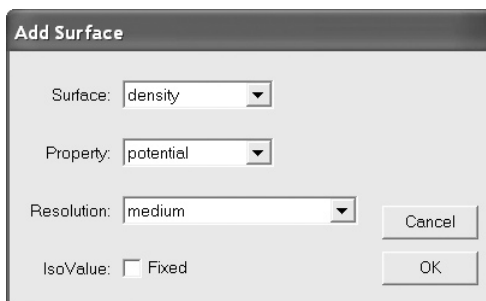 Add Surface
Surface: density
Property: potential
Resolution: medium
Cancel
IsoValue: Fixed
OK